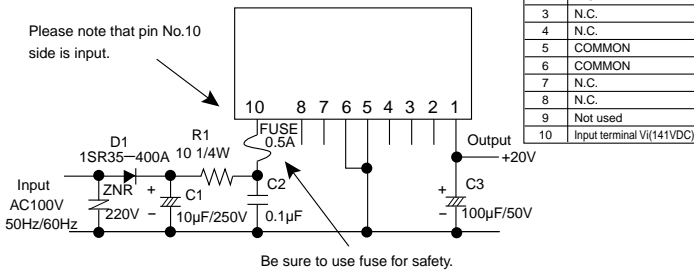 Please note that pin No.10
side is input.
10 8 7 6 5 4 3 2 1
3 N.C.
4 N.C.
5 COMMON
6 COMMON
7 N.C.
8 N.C.
9 Not used
10 Input terminal Vi(141VDC)
FUSE
0.5A
D1
1SR35−400A
R1
10 1/4W
Output
+20V
Input
AC100V
50Hz/60Hz
ZNR
220V
+
−
C1
10μF/250V
C2
0.1μF
+
−
C3
100μF/50V
Be sure to use fuse for safety.